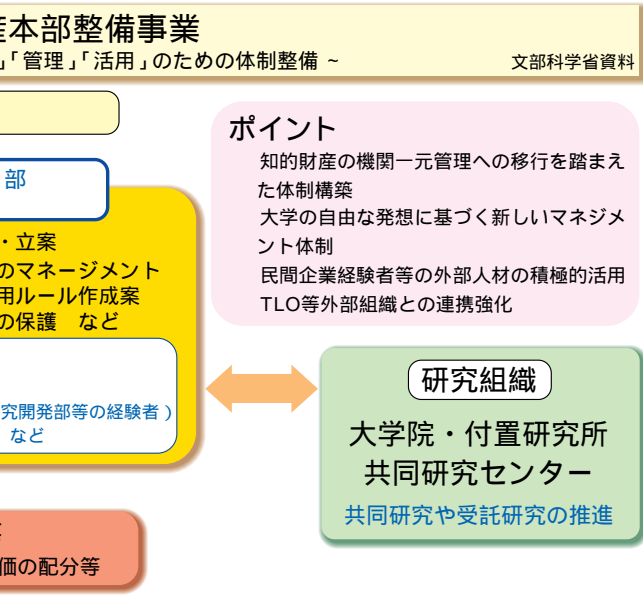 産本部整備事業
」「管理」「活用」のための体制整備 ~
文部科学省資料
ポイント
知的財産の機関一元管理への移行を踏まえ
た体制構築
大学の自由な発想に基づく新しいマネジメ
ント体制
民間企業経験者等の外部人材の積極的活用
TLO等外部組織との連携強化
部
・立案
のマネージメント
用ルール作成案
の保護 など
究開発部等の経験者)
など
研究組織
大学院・付置研究所
共同研究センター
共同研究や受託研究の推進
価の配分等